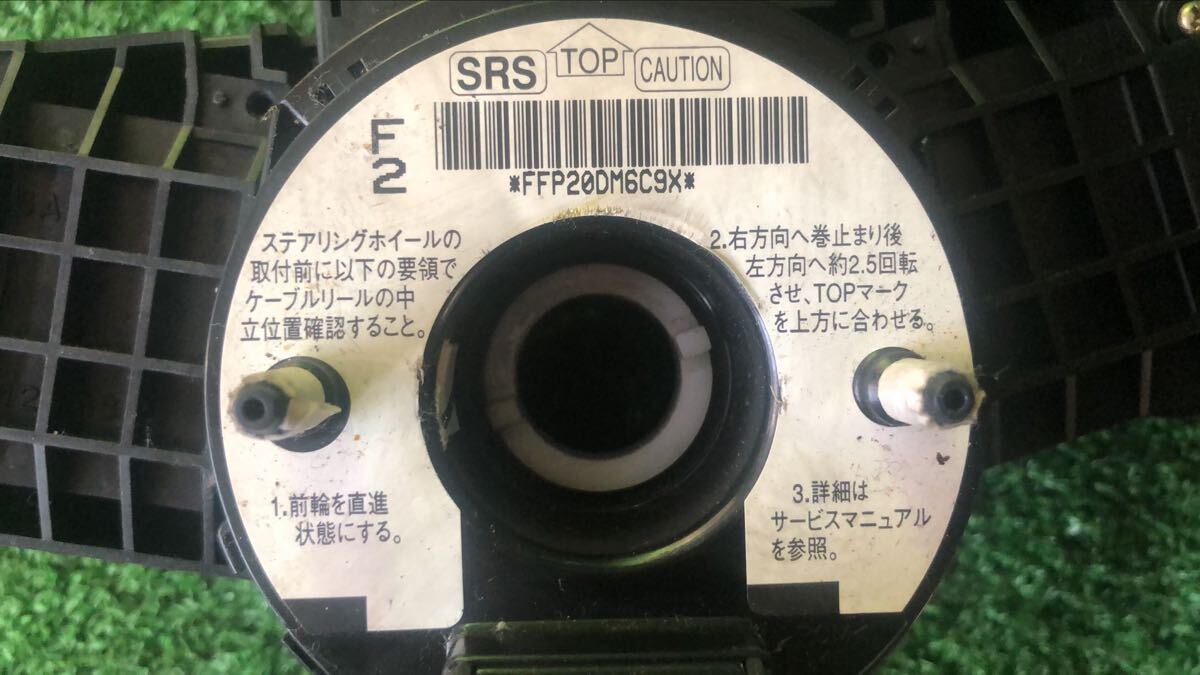 SRS
TOP
CAUTION
F
2
*FFP20DM6C9X*
ステアリングホイールの
取付前に以下の要領で
ケーブルリールの中
立位置確認すること。
1.前輪を直進
状態にする。
2.右方向へ巻止まり後
左方向へ約2.5回転
させ、TOPマーク
を上方に合わせる。
3.詳細は
サービスマニュアル
を参照。